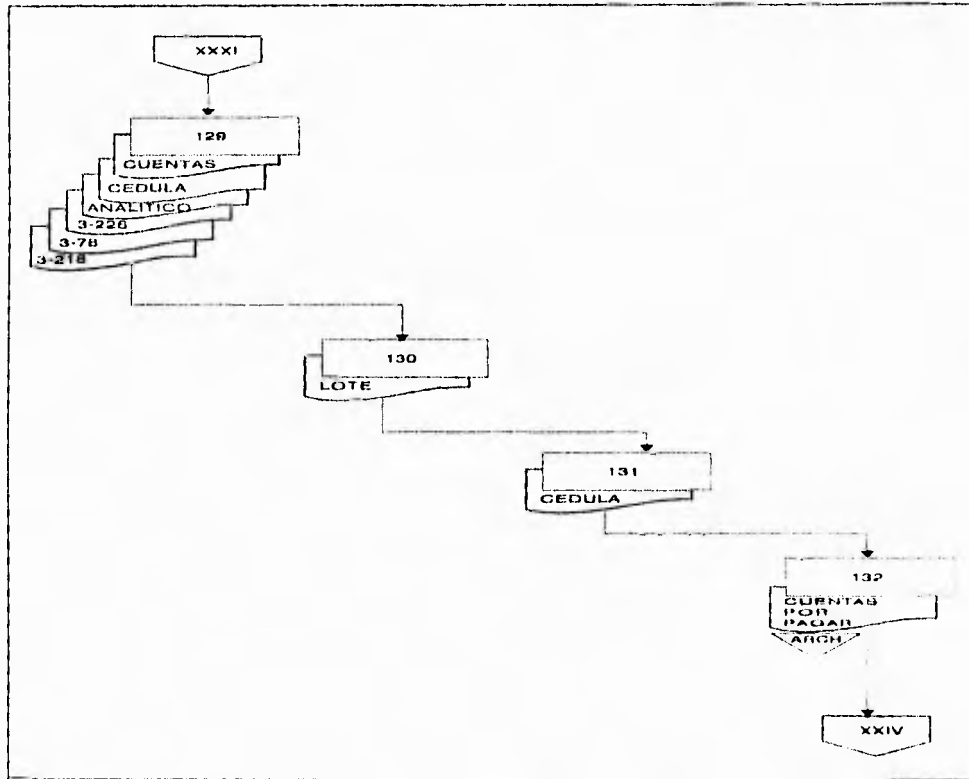 XXXI
129
CUENTAS
CEDULA
ANALITICO
3-226
3-78
3-218
130
LOTE
131
CEDULA
132
CUENTAS
POR
PAGAR
ARCH
XXIV